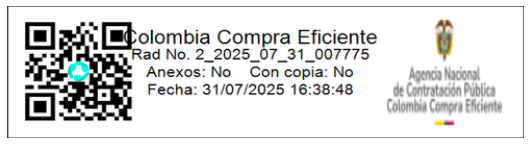 Colombia Compra Eficiente
Rad No. 2_2025_07_31_007775
Anexos: No Con copia: No
Fecha: 31/07/2025 16:38:48
Agencia Nacional
de Contratación Pública
Colombia Compra Eficiente